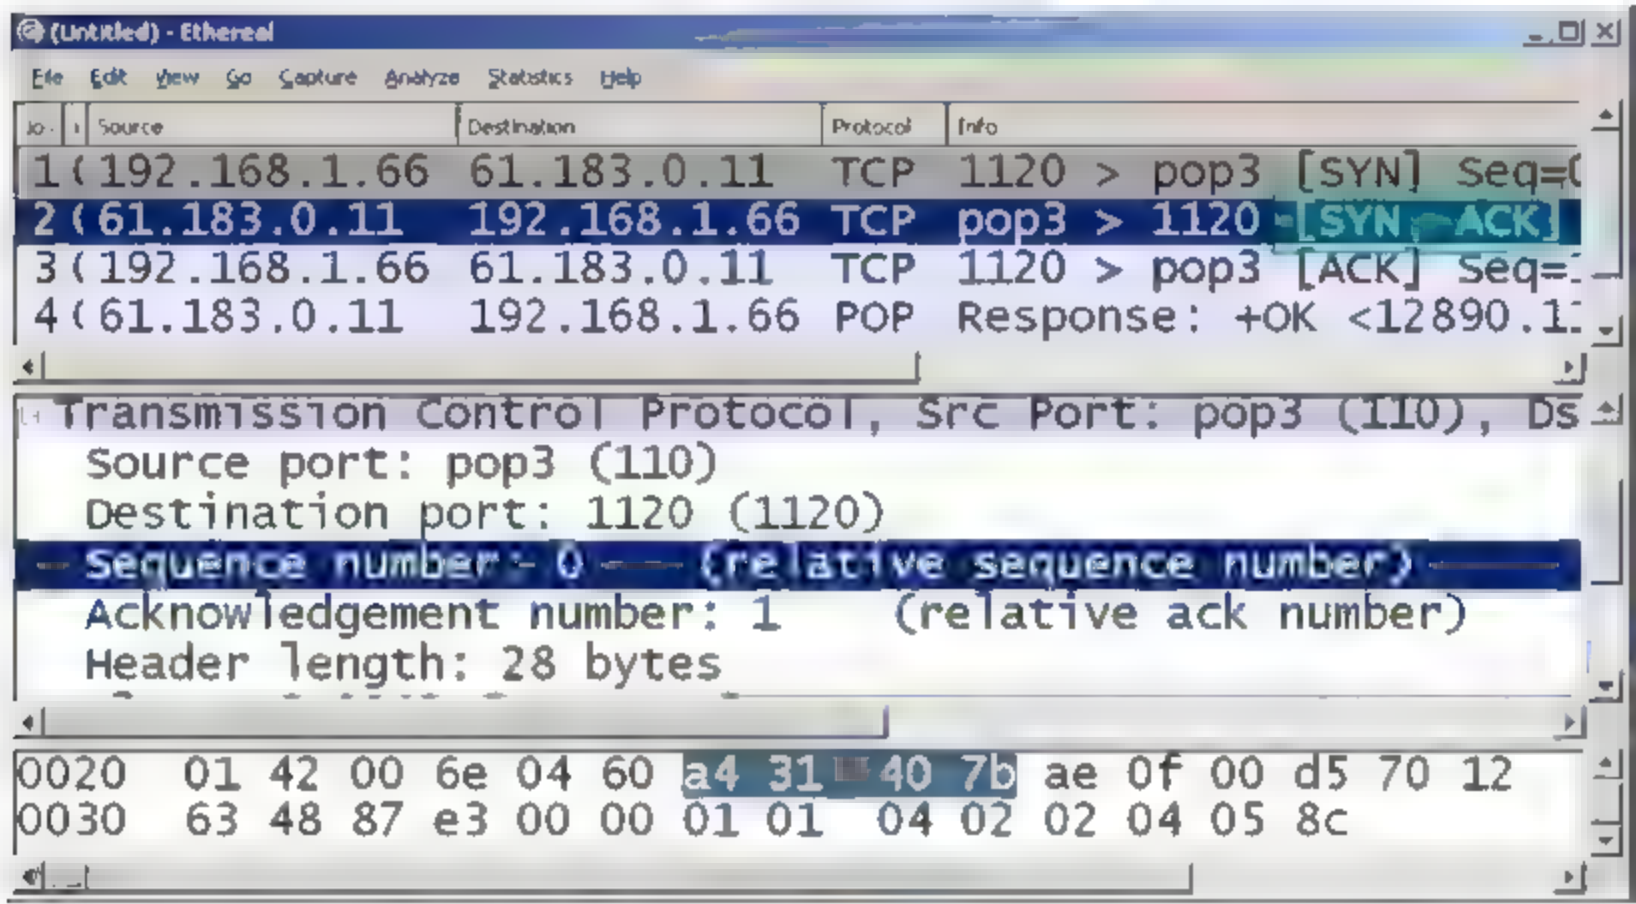 (Untitled) - Ethereal
File Edit View Go Capture Analyze Statistics Help
Source Destination Protocol Info
1 192.168.1.66 61.183.0.11 TCP 1120 > pop3 [SYN] Seq=
2 61.183.0.11 192.168.1.66 TCP pop3 > 1120 [SYN ACK]
3 192.168.1.66 61.183.0.11 TCP 1120 > pop3 [ACK] Seq=
4 61.183.0.11 192.168.1.66 POP Response: +OK <12890.1
Transmission Control Protocol, Src Port: pop3 (110), Ds
Source port: pop3 (110)
Destination port: 1120 (1120)
Sequence number: 0 (relative sequence number)
Acknowledgement number: 1 (relative ack number)
Header length: 28 bytes
0020 01 42 00 6e 04 60 a4 31 40 7b ae 0f 00 d5 70 12
0030 63 48 87 e3 00 00 01 01 04 02 02 04 05 8c